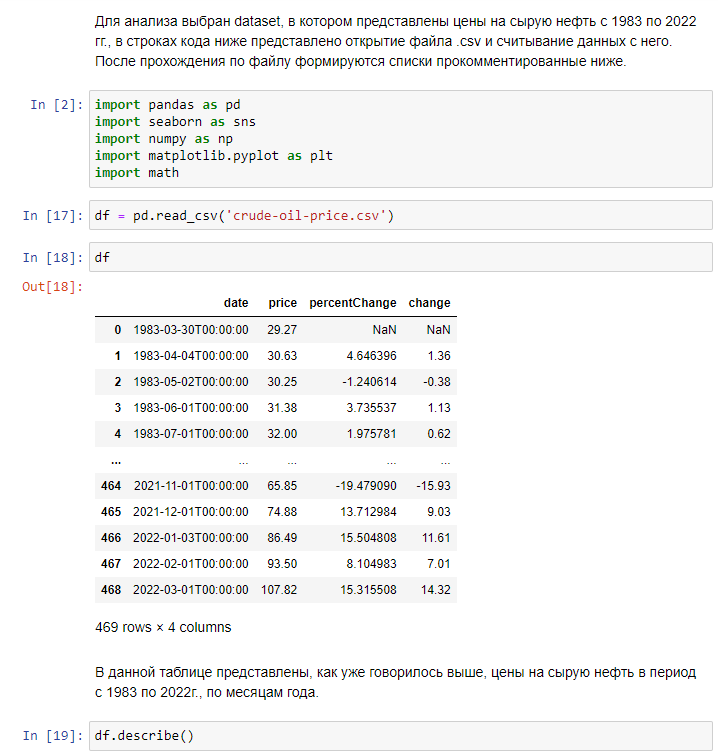 Для анализа выбран dataset, в котором представлены цены на сырую нефть с 1983 по 2022
гг., в строках кода ниже представлено открытие файла .csv и считывание данных с него.
После прохождения по файлу формируются списки прокомментированные ниже.
In [2]: import pandas as pd
import seaborn as sns
import numpy as np
import matplotlib.pyplot as plt
import math
In [17]: df = pd.read_csv('crude-oil-price.csv')
In [18]: df
Out[18]:
date price percentChange change
0 1983-03-30T00:00:00 29.27 NaN NaN
1 1983-04-04T00:00:00 30.63 4.646396 1.36
2 1983-05-02T00:00:00 30.25 -1.240614 -0.38
3 1983-06-01T00:00:00 31.38 3.735537 1.13
4 1983-07-01T00:00:00 32.00 1.975781 0.62
... ... ... ... ...
464 2021-11-01T00:00:00 65.85 -19.479090 -15.93
465 2021-12-01T00:00:00 74.88 13.712984 9.03
466 2022-01-03T00:00:00 86.49 15.504808 11.61
467 2022-02-01T00:00:00 93.50 8.104983 7.01
468 2022-03-01T00:00:00 107.82 15.315508 14.32
469 rows × 4 columns
В данной таблице представлены, как уже говорилось выше, цены на сырую нефть в период
с 1983 по 2022г., по месяцам года.
In [19]: df.describe()